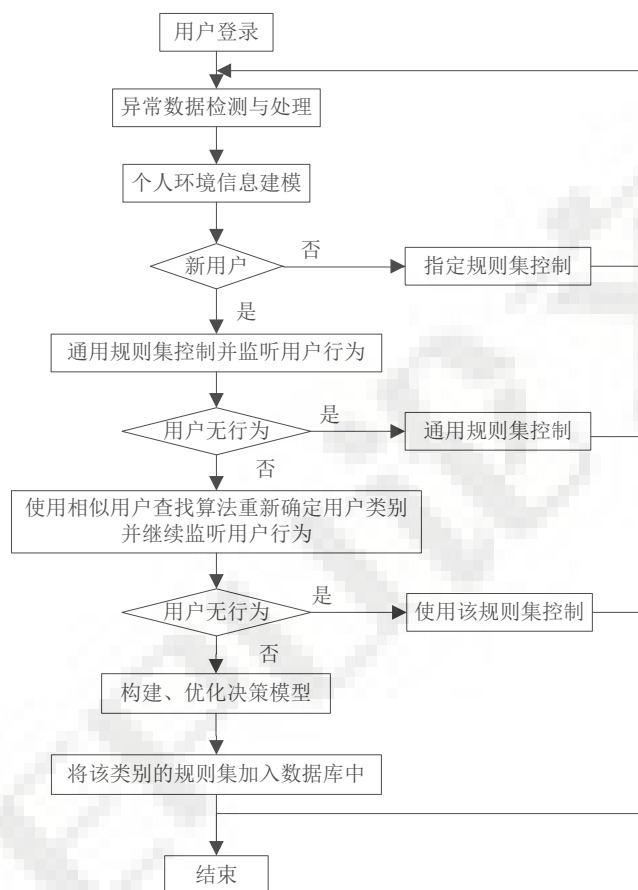 用户登录
异常数据检测与处理
个人环境信息建模
新用户
否
指定规则集控制
是
通用规则集控制并监听用户行为
用户无行为
是
通用规则集控制
否
使用相似用户查找算法重新确定用户类别
并继续监听用户行为
用户无行为
是
使用该规则集控制
否
构建、优化决策模型
将该类别的规则集加入数据库中
结束